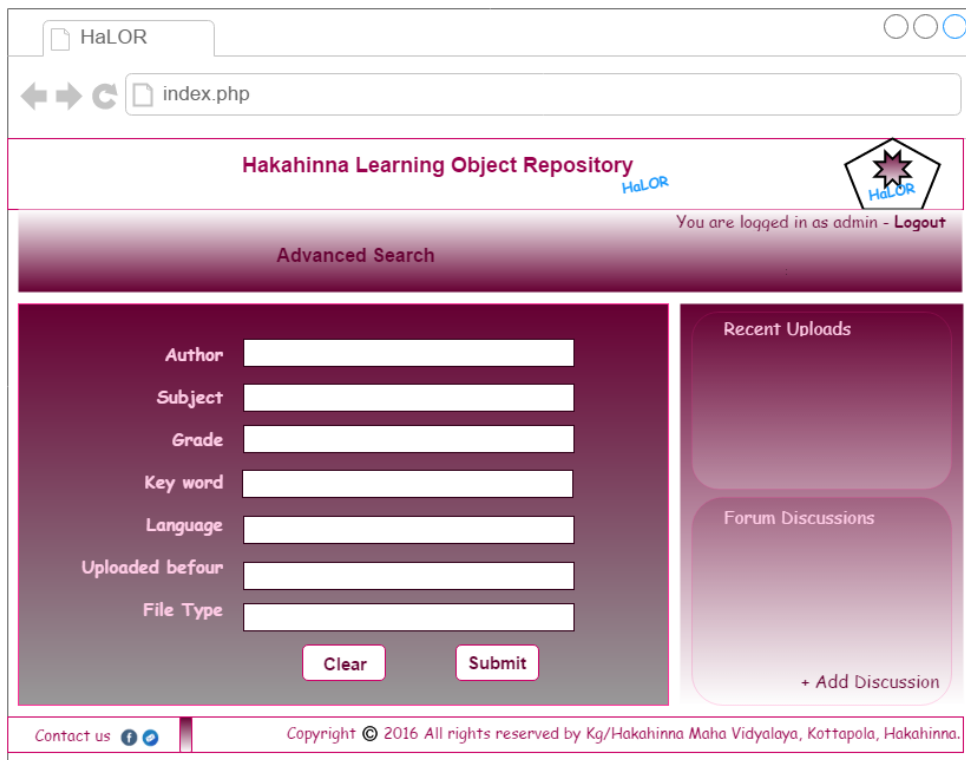 HaLOR
index.php
Hakahinna Learning Object Repository
HaLOR
HaLOR
You are logged in as admin - Logout
Advanced Search
Author
Subject
Grade
Key word
Language
Uploaded befour
File Type
Clear
Submit
Recent Uploads
Forum Discussions
+ Add Discussion
Contact us
Copyright © 2016 All rights reserved by Kg/Hakahinna Maha Vidyalaya, Kottapola, Hakahinna.